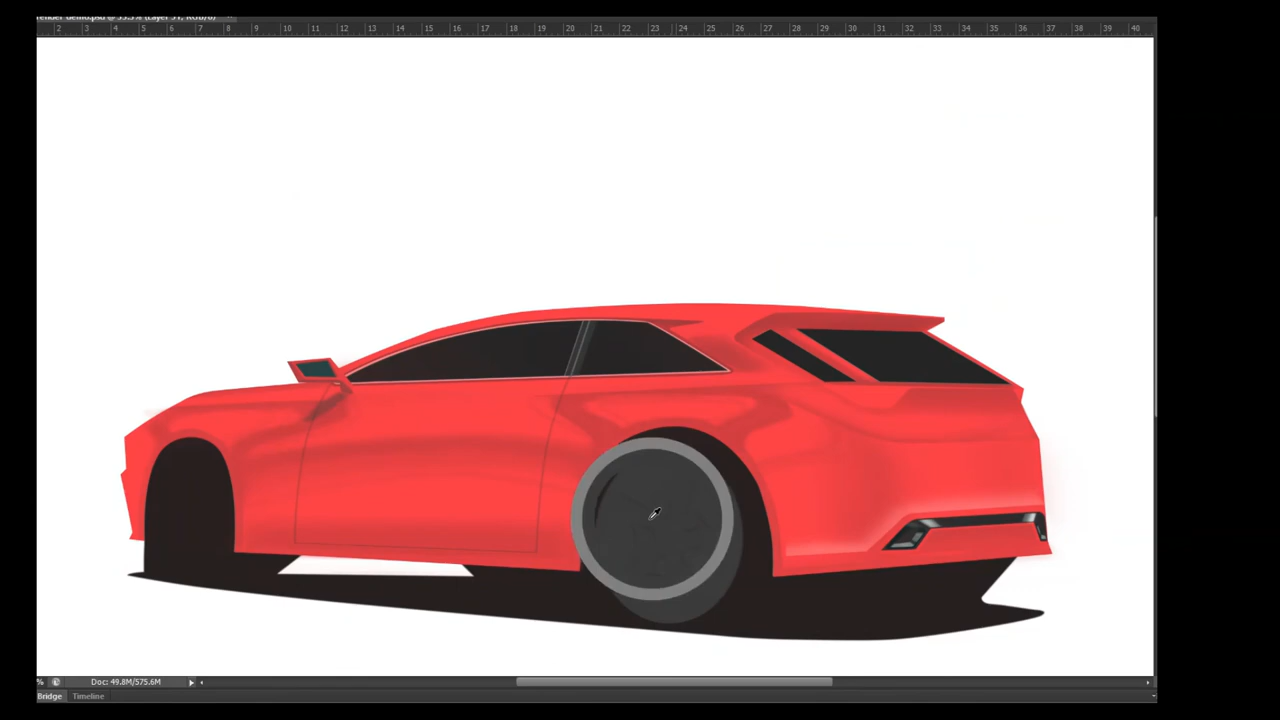 2 3 4 5 6 7 8 9 10 11 12 13 14 15 16 17 18 19 20 21 22 23 24 25 26 27 28 29 30 31 32 33 34 35 36 37 38 39 40
% Doc: 49.8M/575.6M
Bridge Timeline